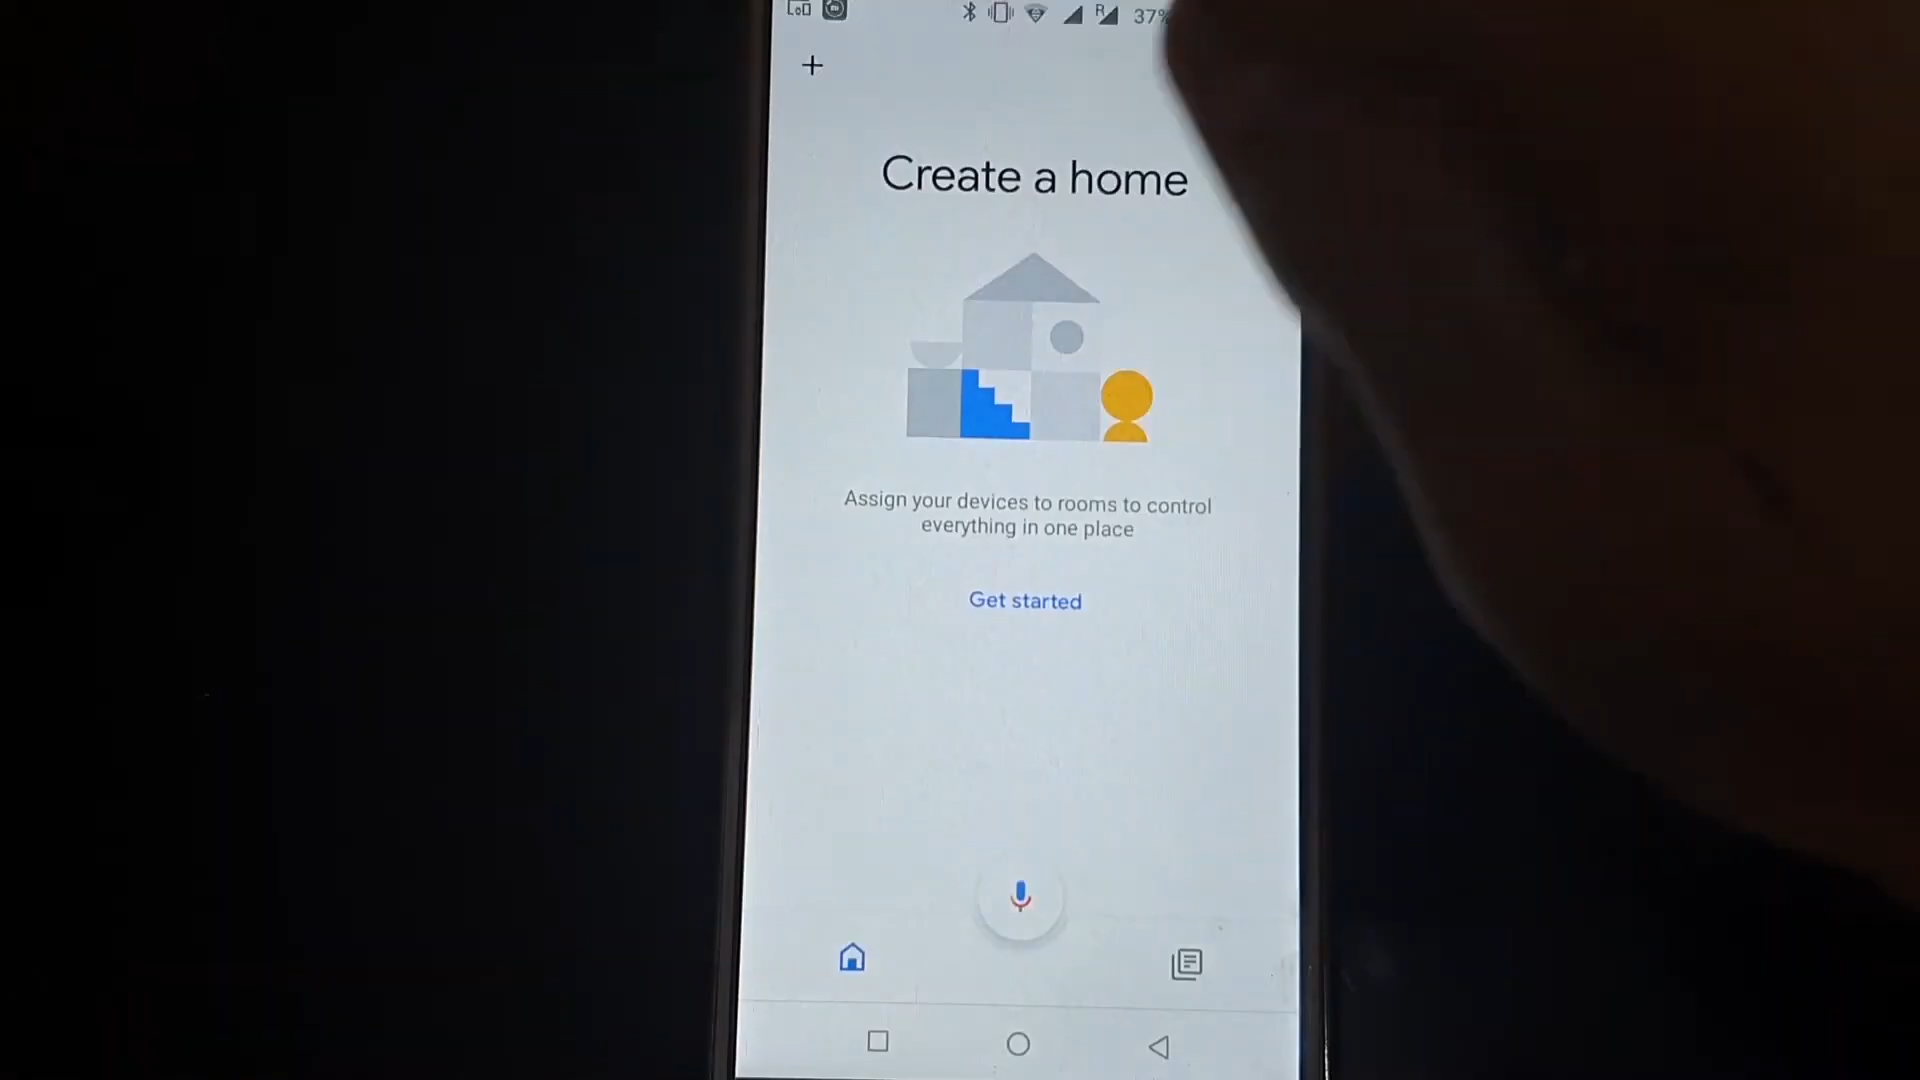 R 37%
Create a home
Assign your devices to rooms to control
everything in one place
Get started